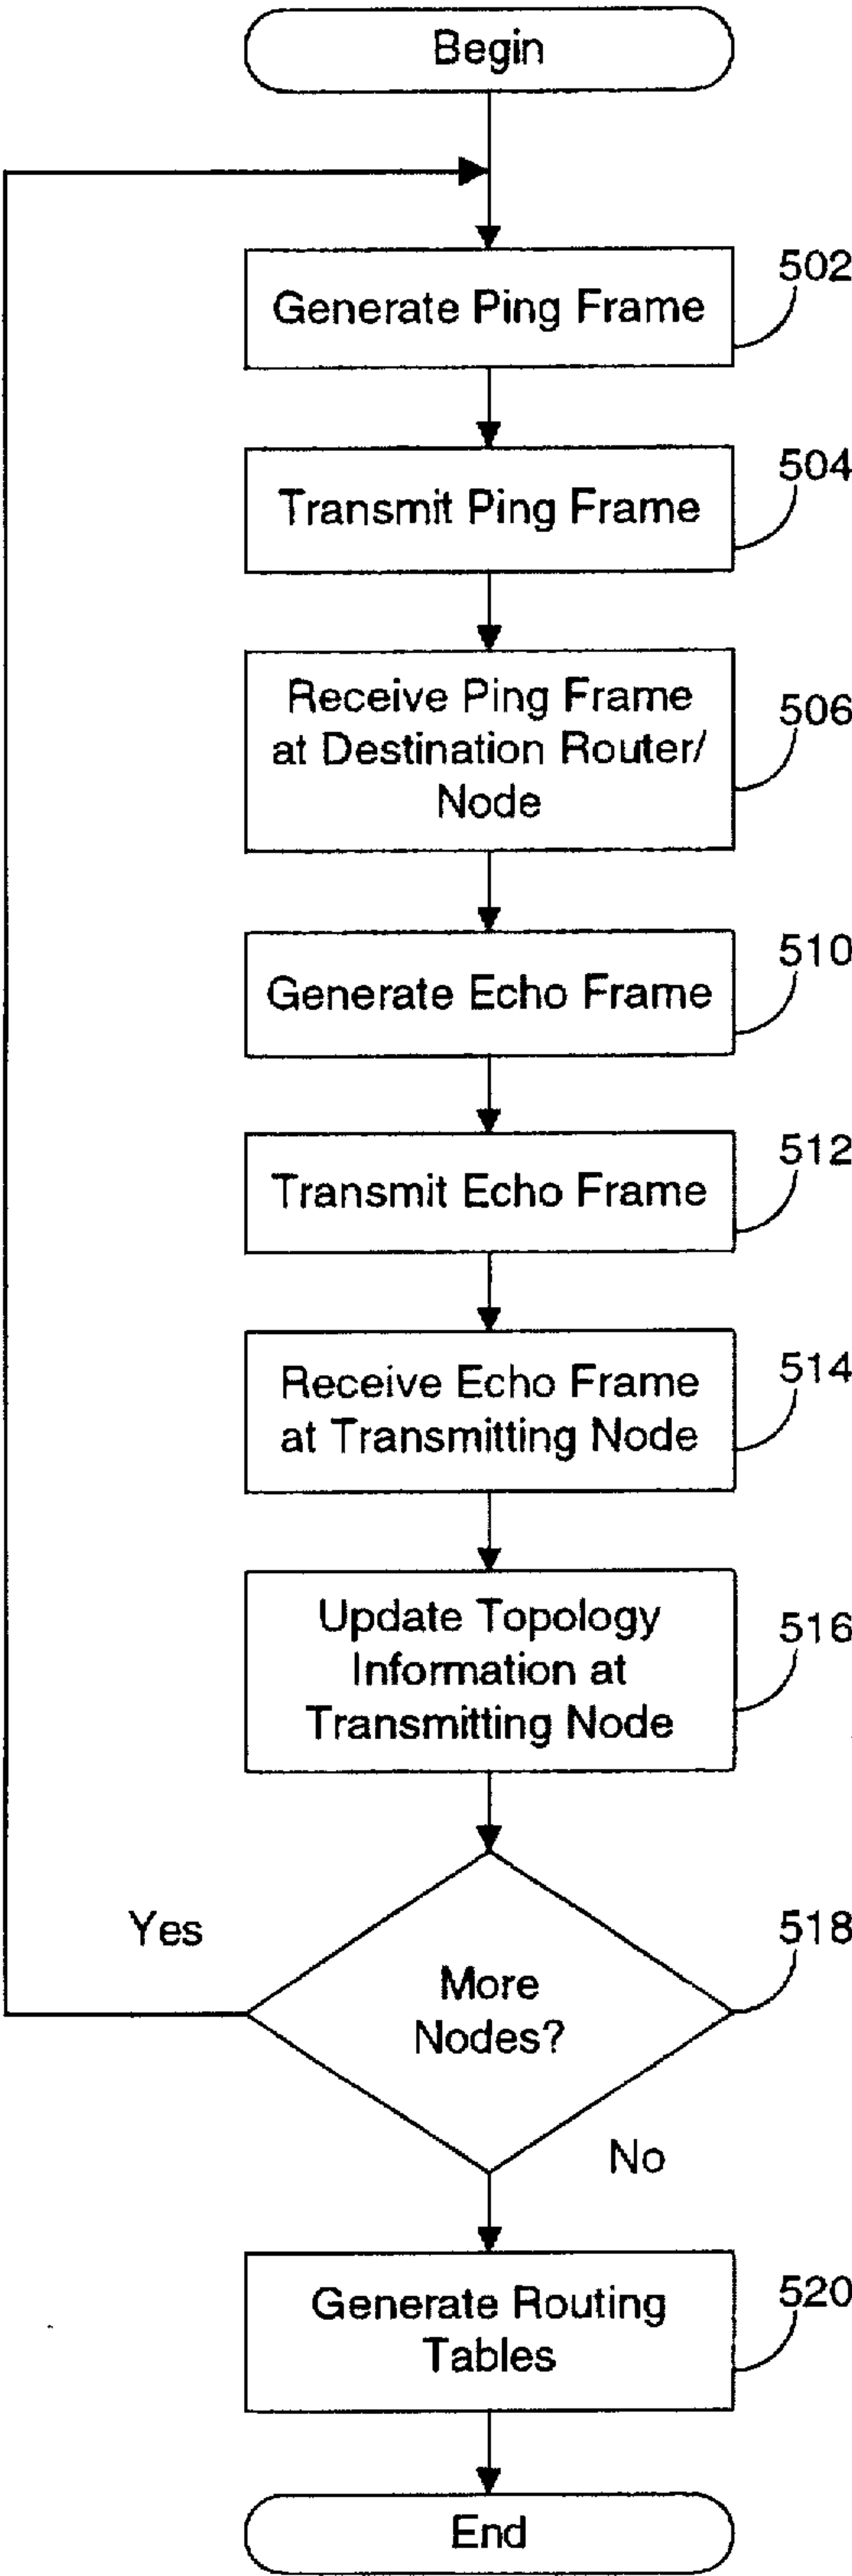 Begin
502
Generate Ping Frame
504
Transmit Ping Frame
Receive Ping Frame
at Destination Router/
Node
506
510
Generate Echo Frame
512
Transmit Echo Frame
514
Receive Echo Frame
at Transmitting Node
Update Topology
Information at
Transmitting Node
516
Yes
518
More
Nodes?
No
Generate Routing
Tables
520
End